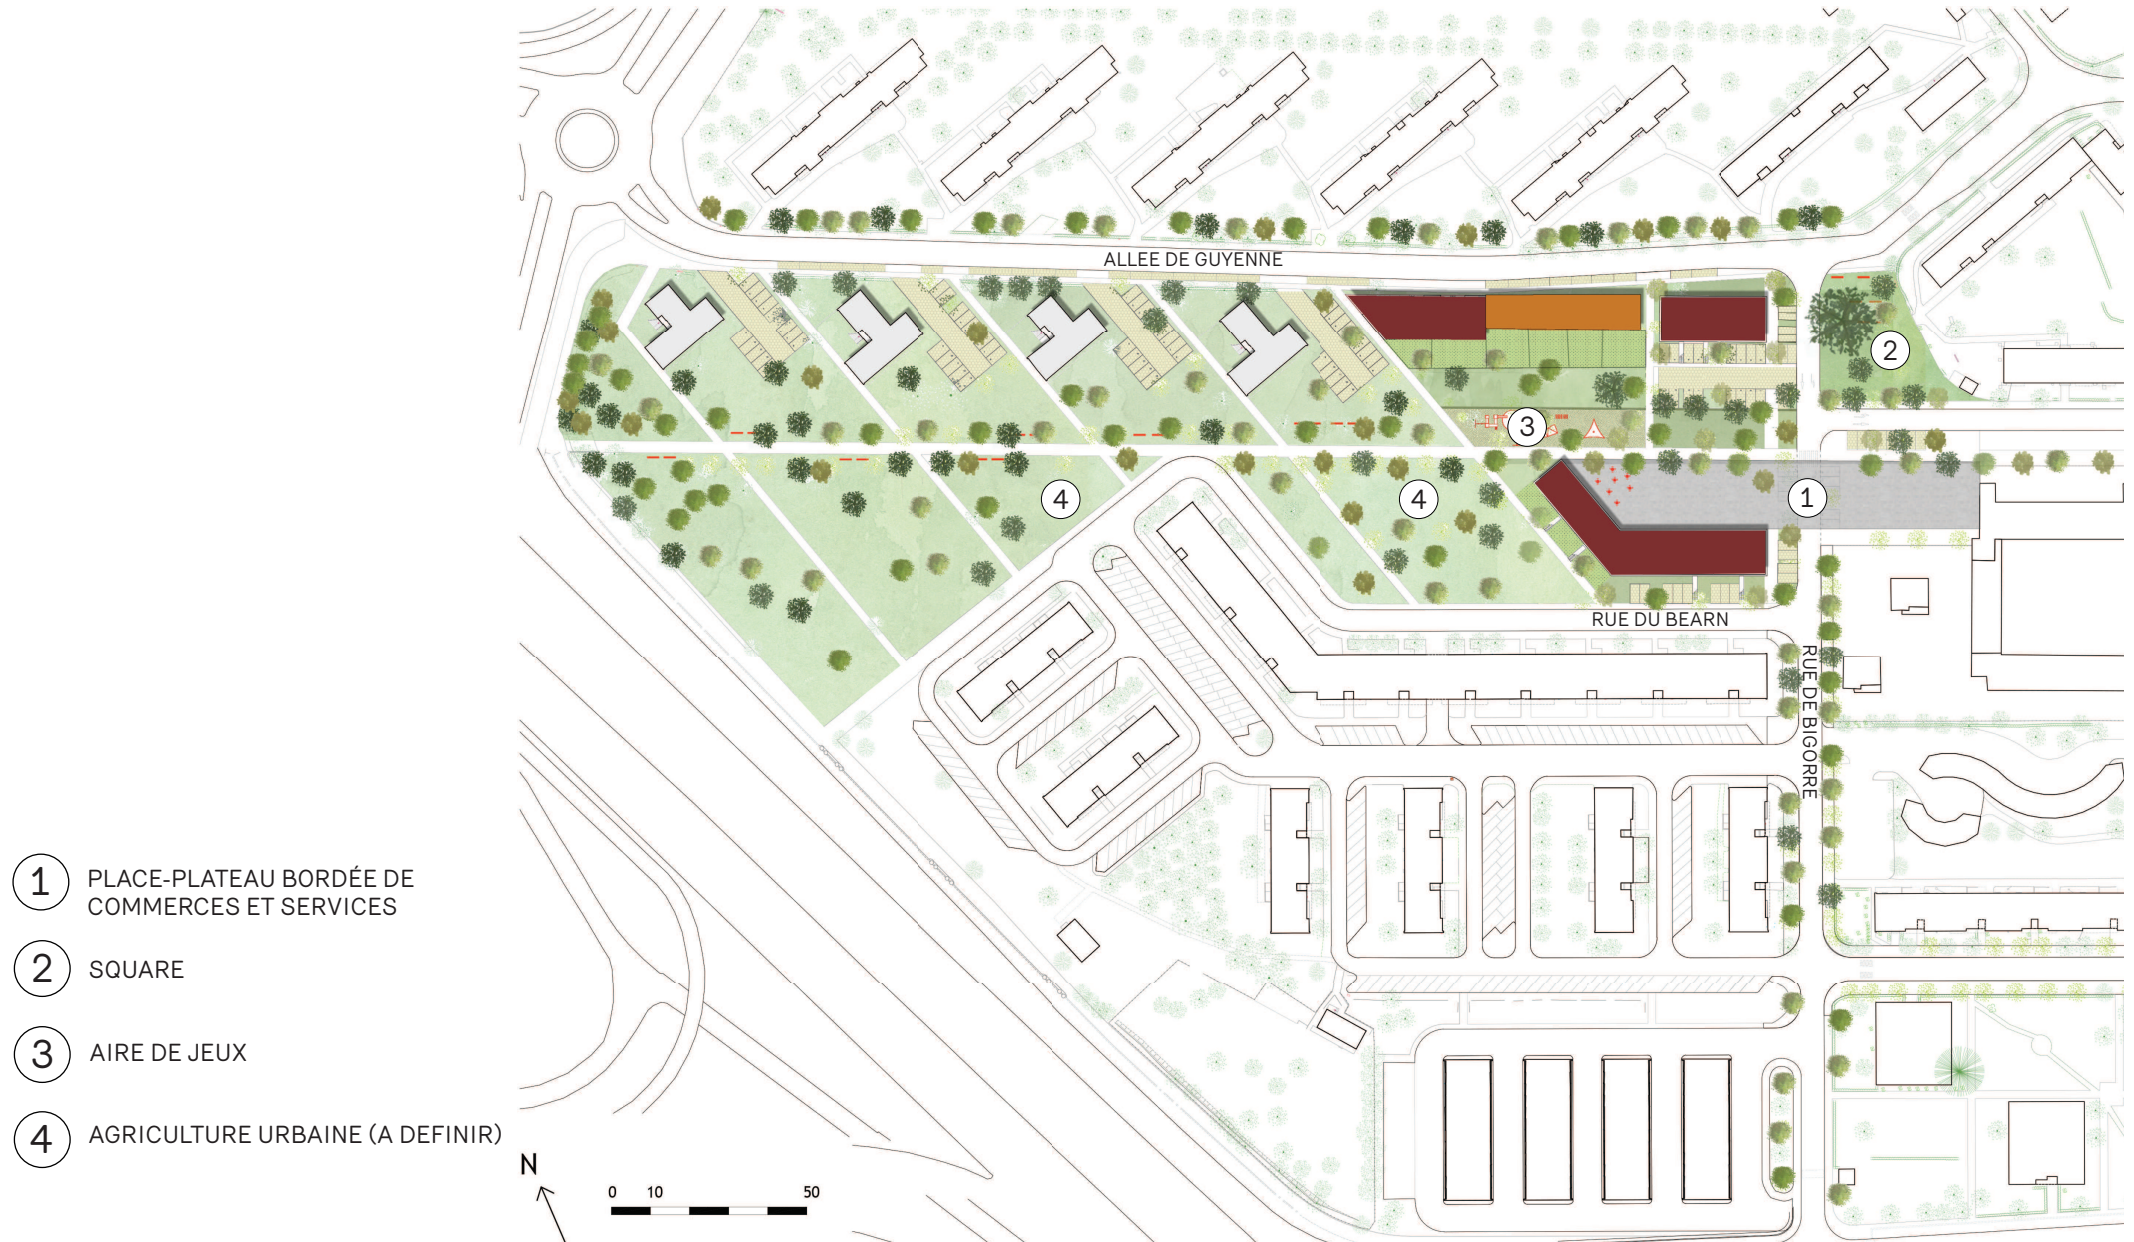 ALLEE DE GUYENNE
2
3
4
4
1
RUE DU BEARN
RUE DE BIGORRE
1 PLACE-PLATEAU BORDÉE DE
COMMERCES ET SERVICES
2 SQUARE
3 AIRE DE JEUX
4 AGRICULTURE URBAINE (A DEFINIR)
N
0 10 50